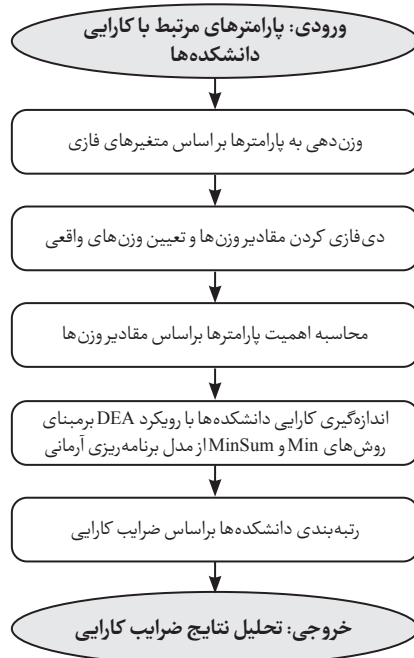 ورودی: پارامترهای مرتبط با کارایی
دانشکده‌ها
وزن‌دهی به پارامترها بر اساس متغیرهای فازی
دی‌فازی کردن مقادیر وزن‌ها و تعیین وزن‌های واقعی
محاسبه اهمیت پارامترها براساس مقادیر وزن‌ها
اندازه‌گیری کارایی دانشکده‌ها با رویکرد DEA برمبنای
روش‌های Min و MinSum از مدل برنامه‌ریزی آرمانی
رتبه‌بندی دانشکده‌ها براساس ضرایب کارایی
خروجی: تحلیل نتایج ضرایب کارایی